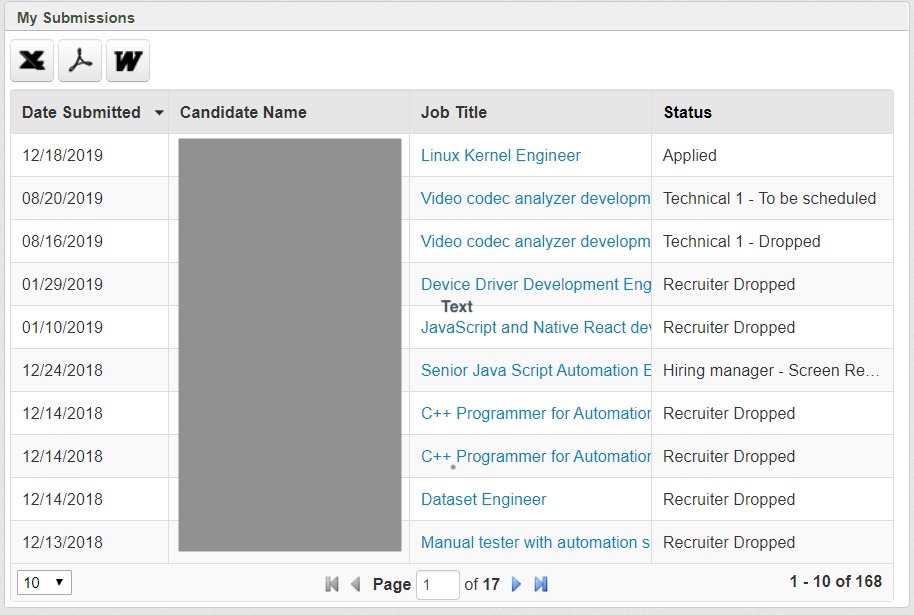 My Submissions
Date Submitted Candidate Name Job Title Status
12/18/2019 Linux Kernel Engineer Applied
08/20/2019 Video codec analyzer developm Technical 1 - To be scheduled
08/16/2019 Video codec analyzer developm Technical 1 - Dropped
01/29/2019 Device Driver Development Eng Recruiter Dropped
Text
01/10/2019 JavaScript and Native React dev Recruiter Dropped
12/24/2018 Senior Java Script Automation E Hiring manager - Screen Re...
12/14/2018 C++ Programmer for Automation Recruiter Dropped
12/14/2018 C++ Programmer for Automation Recruiter Dropped
12/14/2018 Dataset Engineer Recruiter Dropped
12/13/2018 Manual tester with automation s Recruiter Dropped
10 Page 1 of 17 1 - 10 of 168